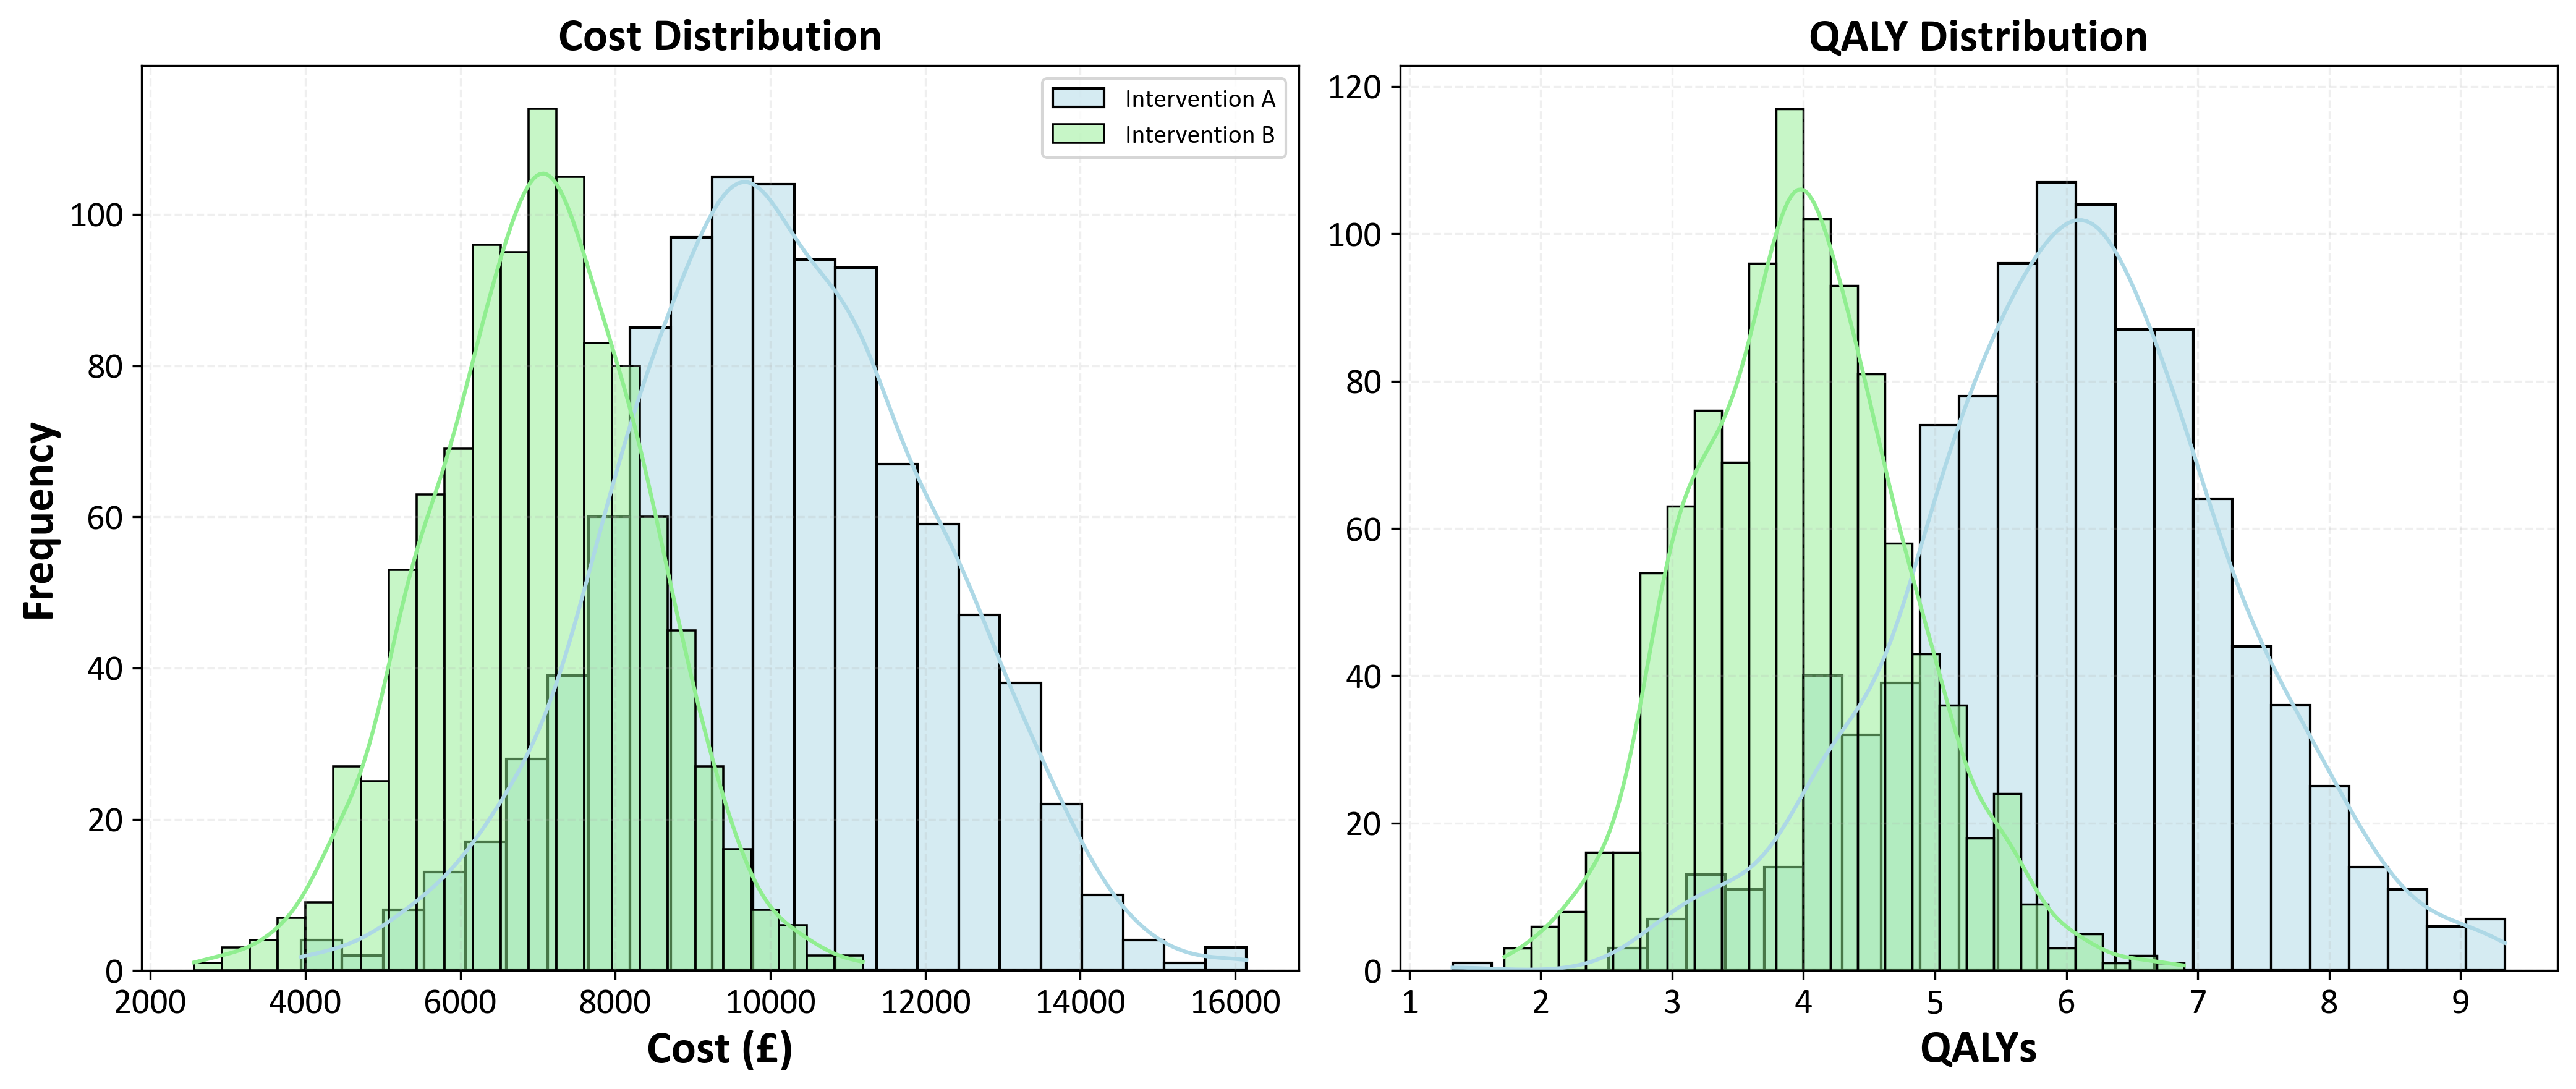 Cost Distribution
Intervention A
Intervention B
Frequency
100
80
60
40
20
0
2000 4000 6000 8000 10000 12000 14000 16000
Cost (£)
QALY Distribution
120
100
80
60
40
20
0
1 2 3 4 5 6 7 8 9
QALYs